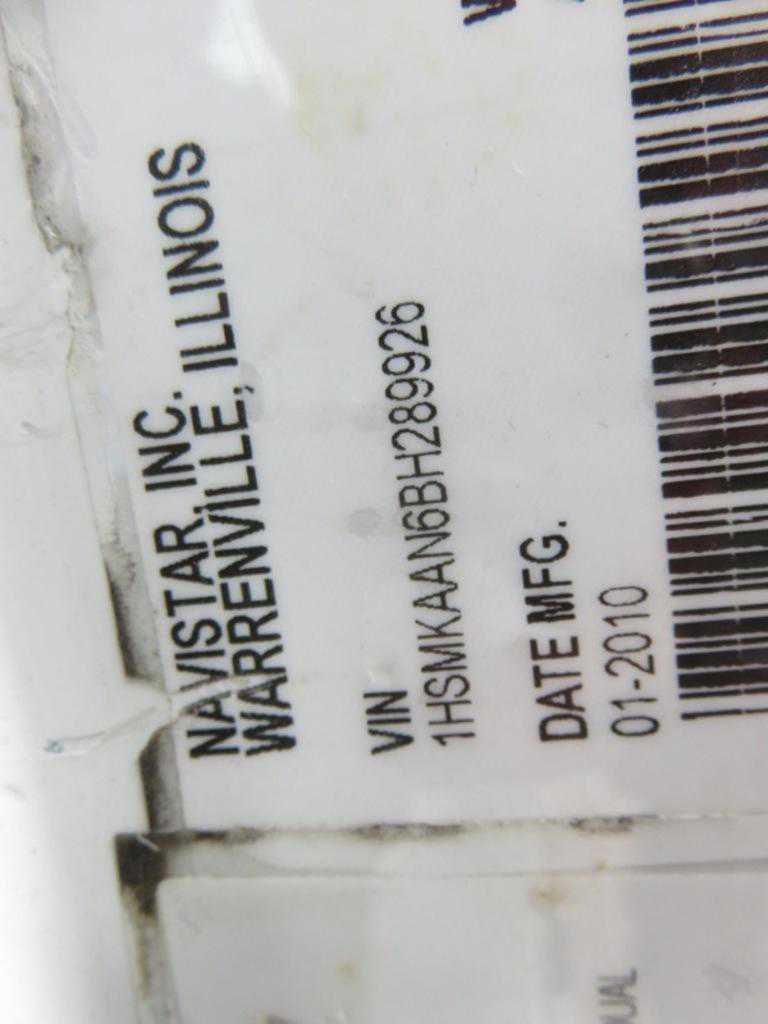 NAVISTAR, INC.
WARRENVILLE, ILLINOIS
VIN
1HSMKAAN6BH289926
DATE MFG.
01-2010